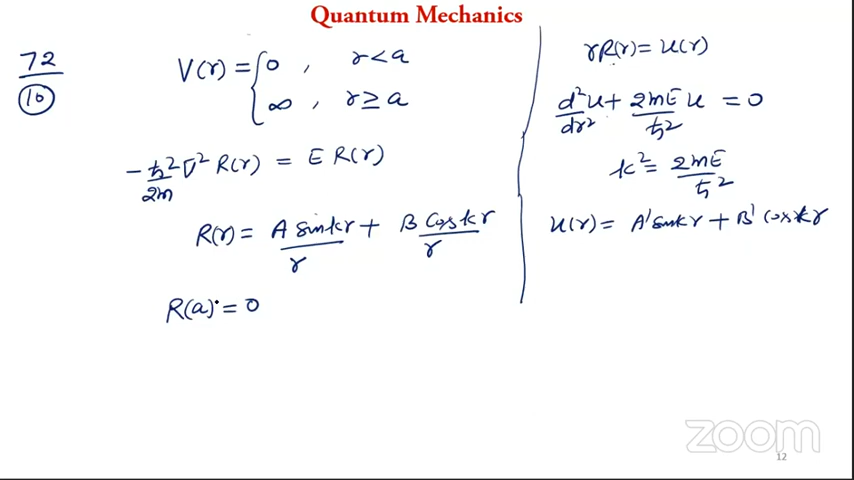 Quantum Mechanics
72
10
V(r) = { 0 , r < a
∞ , r ≥ a
-ℏ²/2m ∇² R(r) = E R(r)
R(r) = A sinkr/r + B Coskr/r
R(a) = 0
rR(r) = u(r)
d²u/dr² + 2mE/ℏ² u = 0
k² = 2mE/ℏ²
u(r) = A' sinkr + B' Coskr
zoom
12